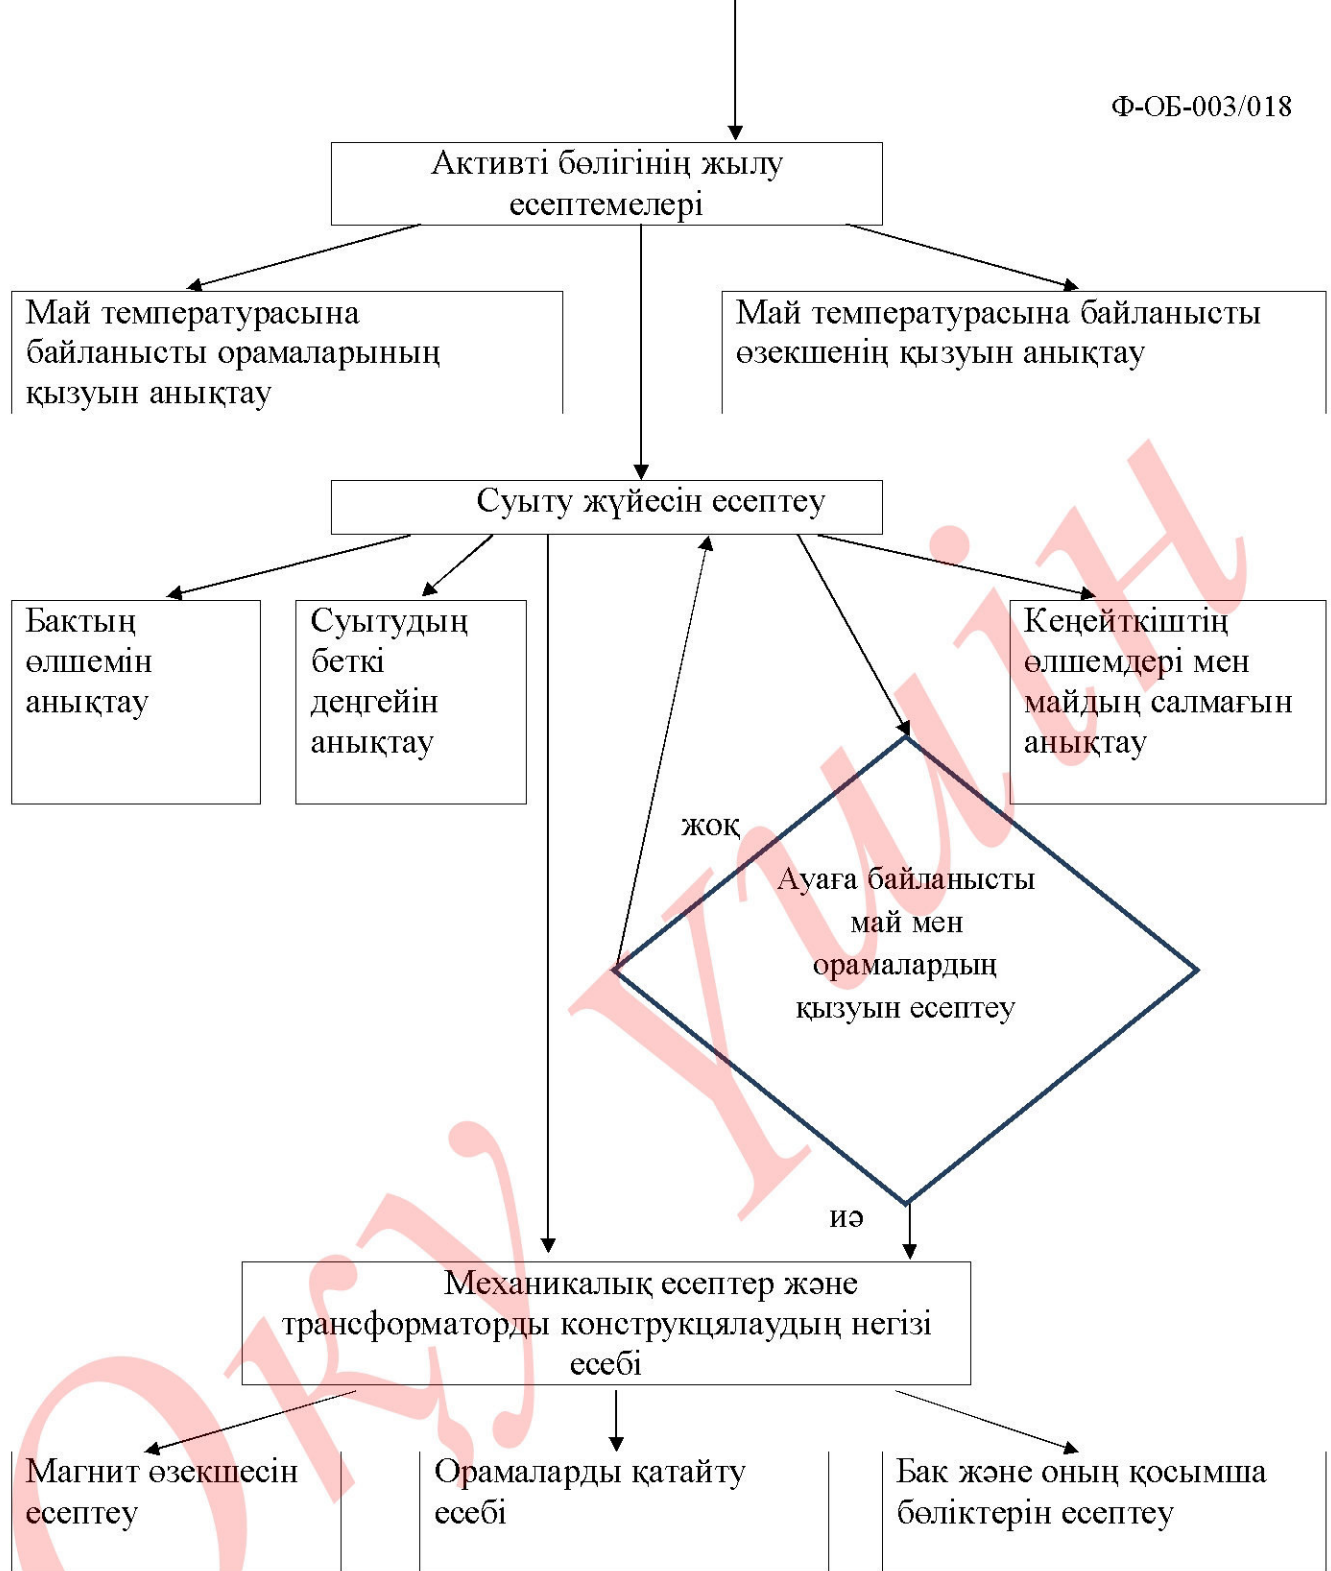 Ф-ОБ-003/018
Активті бөлігінің жылу
есептемелері
Май температурасына
байланысты орамаларының
қызуын анықтау
Май температурасына байланысты
өзекшенің қызуын анықтау
Суыту жүйесін есептеу
Бактың
өлшемін
анықтау
Суытудың
беткі
деңгейін
анықтау
Кеңейткіштің
өлшемдері мен
майдың салмағын
анықтау
жоқ
Ауаға байланысты
май мен
орамалардың
қызуын есептеу
иә
Механикалық есептер және
трансформаторды конструкцялаудың негізі
есебі
Магнит өзекшесін
есептеу
Орамаларды қатайту
есебі
Бак және оның қосымша
бөліктерін есептеу
Оқу Үшін